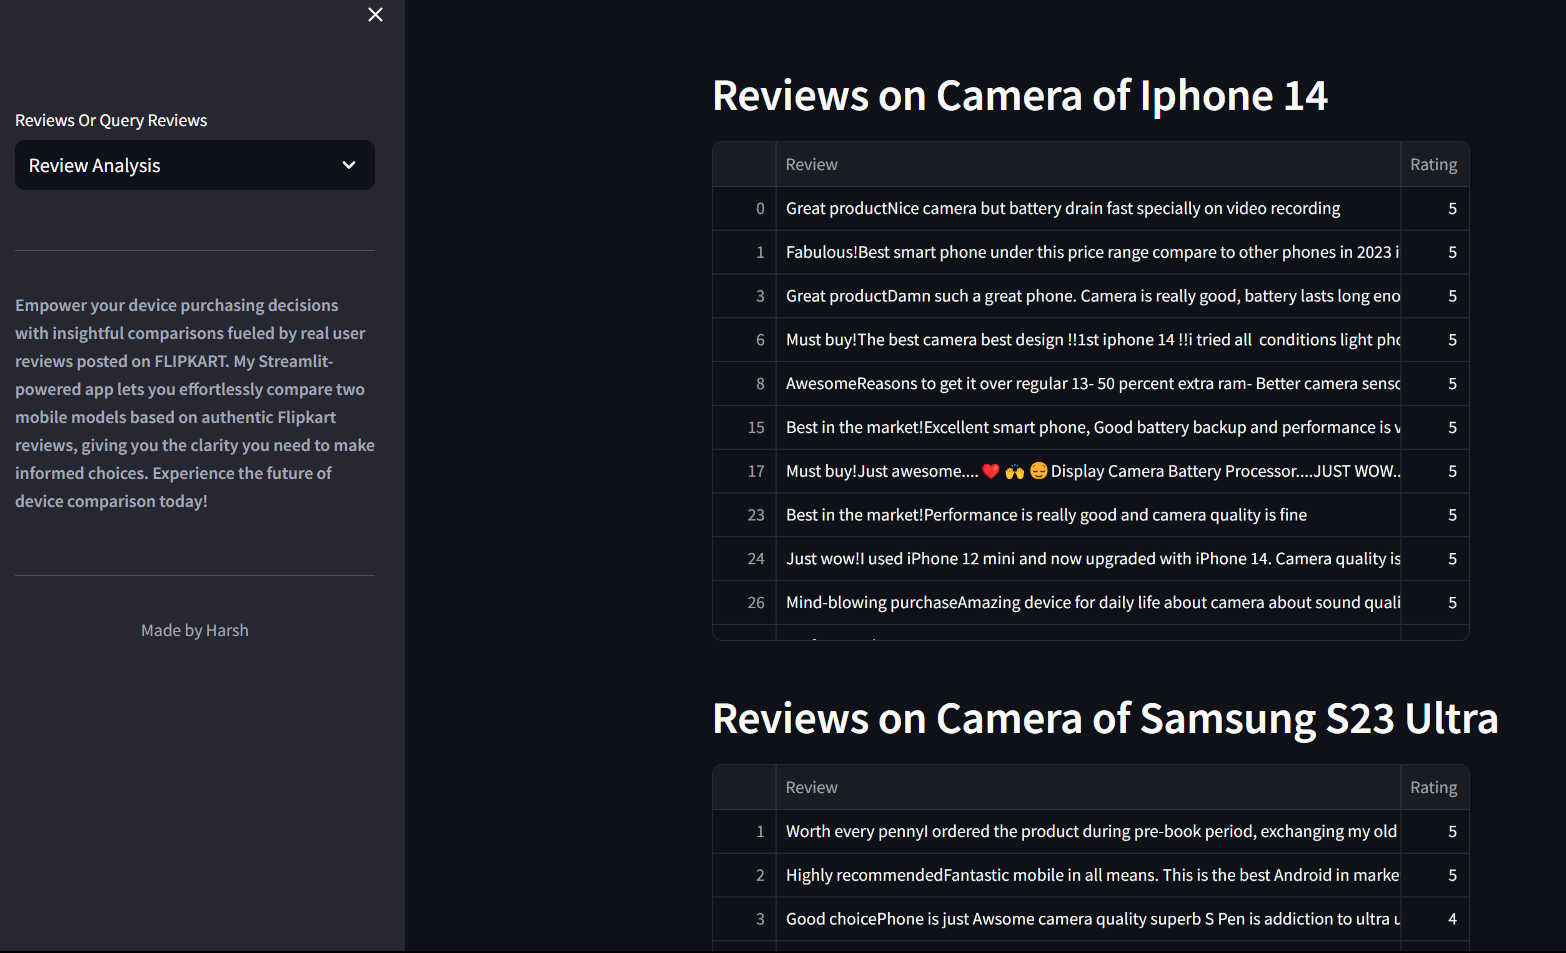 Reviews Or Query Reviews
Review Analysis
Empower your device purchasing decisions
with insightful comparisons fueled by real user
reviews posted on FLIPKART. My Streamlit-
powered app lets you effortlessly compare two
mobile models based on authentic Flipkart
reviews, giving you the clarity you need to make
informed choices. Experience the future of
device comparison today!
Made by Harsh
Reviews on Camera of Iphone 14
Review Rating
0 Great productNice camera but battery drain fast specially on video recording 5
1 Fabulous!Best smart phone under this price range compare to other phones in 2023 i 5
3 Great productDamn such a great phone. Camera is really good, battery lasts long eno 5
6 Must buy!The best camera best design !!1st iphone 14 !!i tried all  conditions light pho 5
8 AwesomeReasons to get it over regular 13- 50 percent extra ram- Better camera senso 5
15 Best in the market!Excellent smart phone, Good battery backup and performance is v 5
17 Must buy!Just awesome.... ❤️ 🙌 😌 Display Camera Battery Processor....JUST WOW.. 5
23 Best in the market!Performance is really good and camera quality is fine 5
24 Just wow!I used iPhone 12 mini and now upgraded with iPhone 14. Camera quality is 5
26 Mind-blowing purchaseAmazing device for daily life about camera about sound quali 5
Reviews on Camera of Samsung S23 Ultra
Review Rating
1 Worth every pennyI ordered the product during pre-book period, exchanging my old 5
2 Highly recommendedFantastic mobile in all means. This is the best Android in marke 5
3 Good choicePhone is just Awsome camera quality superb S Pen is addiction to ultra u 4